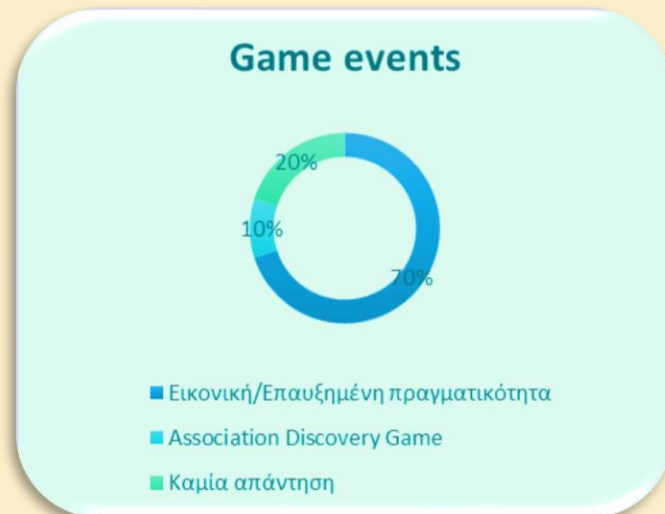 Game events
20%
10%
70%
Εικονική/Επαυξημένη πραγματικότητα
Association Discovery Game
Καμία απάντηση